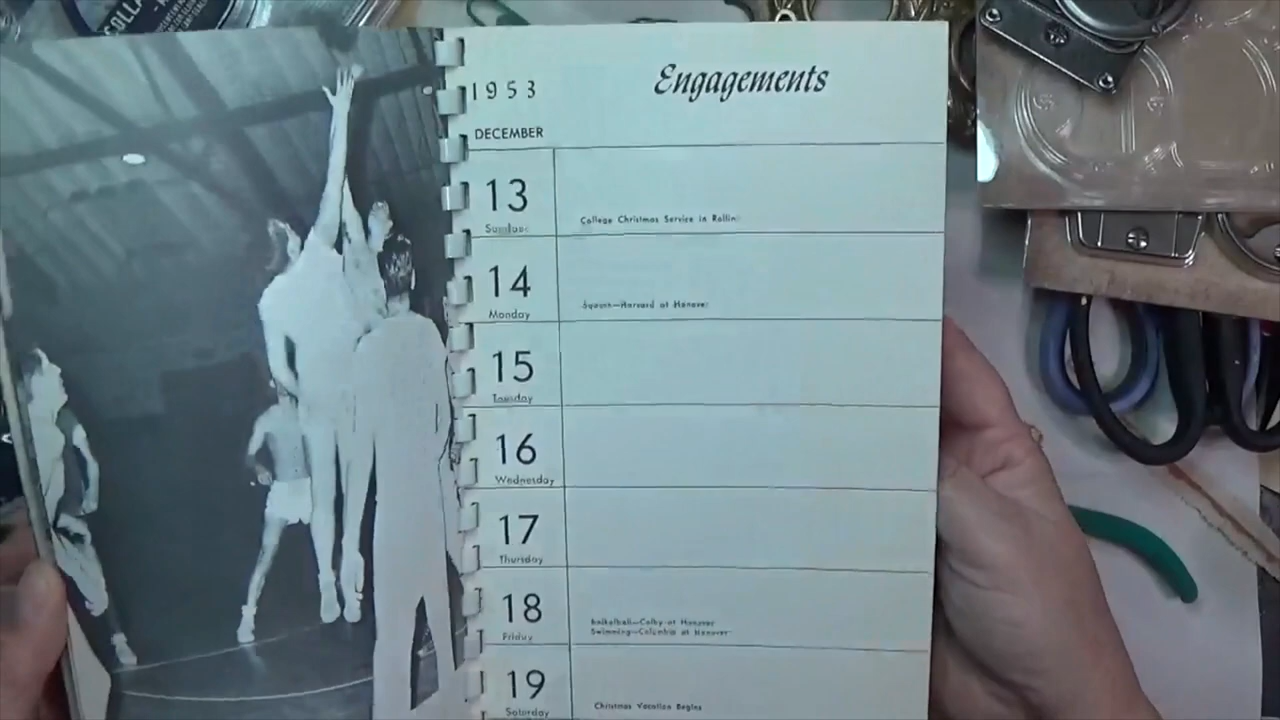 COLLA
1953
Engagements
DECEMBER
13
Sunday
College Christmas Service in Rollins
14
Monday
Squash—Harvard at Hanover
15
Tuesday
16
Wednesday
17
Thursday
18
Friday
Basketball—Colby at Hanover
Swimming—Columbia at Hanover
19
Saturday
Christmas Vacation Begins